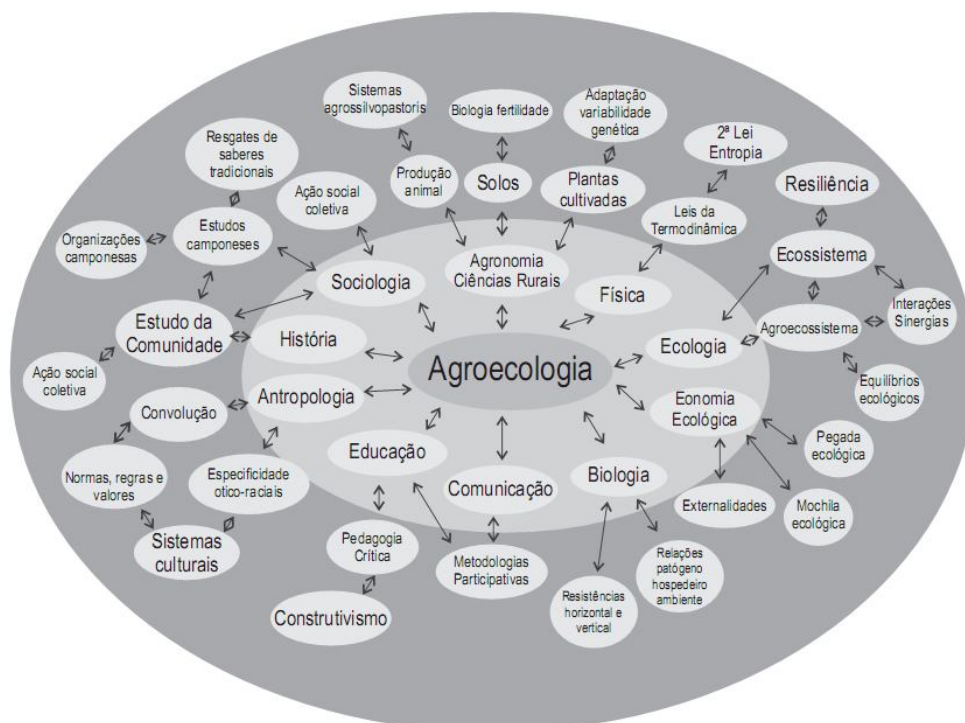 Sistemas
agrossilvopastoris
Biologia fertilidade
Adaptação
variabilidade
genética
2ª Lei
Entropia
Resgates de
saberes
tradicionais
Ação social
coletiva
Produção
animal
Solos
Plantas
cultivadas
Leis da
Termodinâmica
Resiliência
Organizações
camponesas
Estudos
camponeses
Sociologia
Agronomia
Ciências Rurais
Física
Ecossistema
Estudo da
Comunidade
História
Agroecologia
Ecologia
Agroecossistema
Interações
Sinergias
Ação social
coletiva
Convolução
Antropologia
Enonomia
Ecológica
Equilíbrios
ecológicos
Normas, regras e
valores
Especificidade
otico-raciais
Educação
Comunicação
Biologia
Pegada
ecológica
Sistemas
culturais
Externalidades
Mochila
ecológica
Pedagogia
Crítica
Metodologias
Participativas
Relações
patógeno
hospedeiro
ambiente
Construtivismo
Resistências
horizontal e
vertical